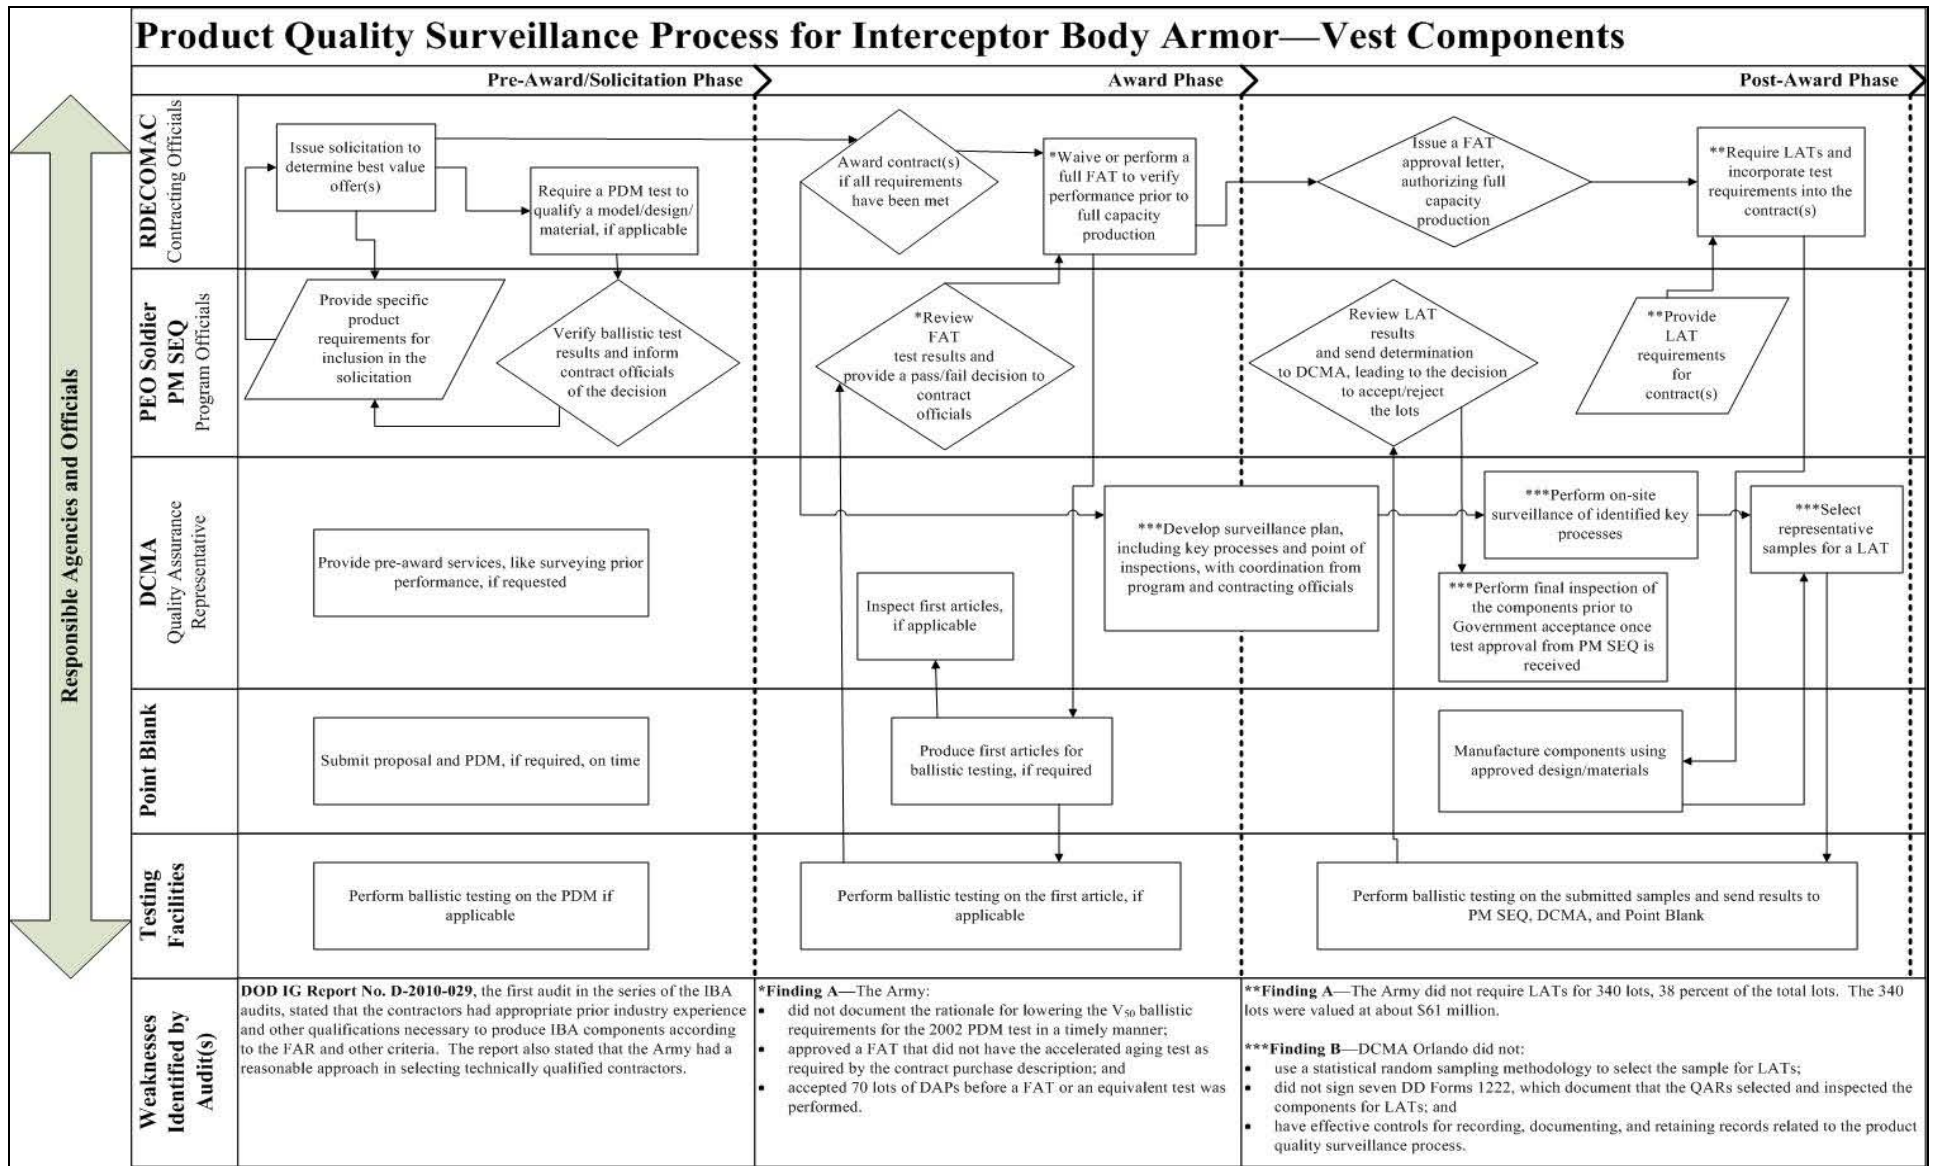 Product Quality Surveillance Process for Interceptor Body Armor—Vest Components
Pre-Award/Solicitation Phase
Award Phase
Post-Award Phase
Responsible Agencies and Officials
RDECOMAC
Contracting Officials
Issue solicitation to
determine best value
offer(s)
Require a PDM test to
qualify a model/design/
material, if applicable
Award contract(s)
if all requirements
have been met
*Waive or perform a
full FAT to verify
performance prior to
full capacity
production
Issue a FAT
approval letter,
authorizing full
capacity
production
**Require LATs and
incorporate test
requirements into the
contract(s)
PEO Soldier
PM SEQ
Program Officials
Provide specific
product
requirements for
inclusion in the
solicitation
Verify ballistic test
results and inform
contract officials
of the decision
*Review
FAT
test results and
provide a pass/fail decision to
contract
officials
Review LAT
results
and send determination
to DCMA, leading to the decision
to accept/reject
the lots
**Provide
LAT
requirements
for
contract(s)
DCMA
Quality Assurance
Representative
Provide pre-award services, like surveying prior
performance, if requested
Inspect first articles,
if applicable
***Develop surveillance plan,
including key processes and point of
inspections, with coordination from
program and contracting officials
***Perform on-site
surveillance of identified key
processes
***Select
representative
samples for a LAT
***Perform final inspection of
the components prior to
Government acceptance once
test approval from PM SEQ is
received
Point Blank
Submit proposal and PDM, if required, on time
Produce first articles for
ballistic testing, if required
Manufacture components using
approved design/materials
Testing
Facilities
Perform ballistic testing on the PDM if
applicable
Perform ballistic testing on the first article, if
applicable
Perform ballistic testing on the submitted samples and send results to
PM SEQ, DCMA, and Point Blank
Weaknesses
Identified by
Audit(s)
DOD IG Report No. D-2010-029, the first audit in the series of the IBA
audits, stated that the contractors had appropriate prior industry experience
and other qualifications necessary to produce IBA components according
to the FAR and other criteria. The report also stated that the Army had a
reasonable approach in selecting technically qualified contractors.
*Finding A—The Army:
• did not document the rationale for lowering the V50 ballistic
requirements for the 2002 PDM test in a timely manner;
• approved a FAT that did not have the accelerated aging test as
required by the contract purchase description; and
• accepted 70 lots of DAPs before a FAT or an equivalent test was
performed.
**Finding A—The Army did not require LATs for 340 lots, 38 percent of the total lots. The 340
lots were valued at about $61 million.
***Finding B—DCMA Orlando did not:
• use a statistical random sampling methodology to select the sample for LATs;
• did not sign seven DD Forms 1222, which document that the QARs selected and inspected the
components for LATs; and
• have effective controls for recording, documenting, and retaining records related to the product
quality surveillance process.